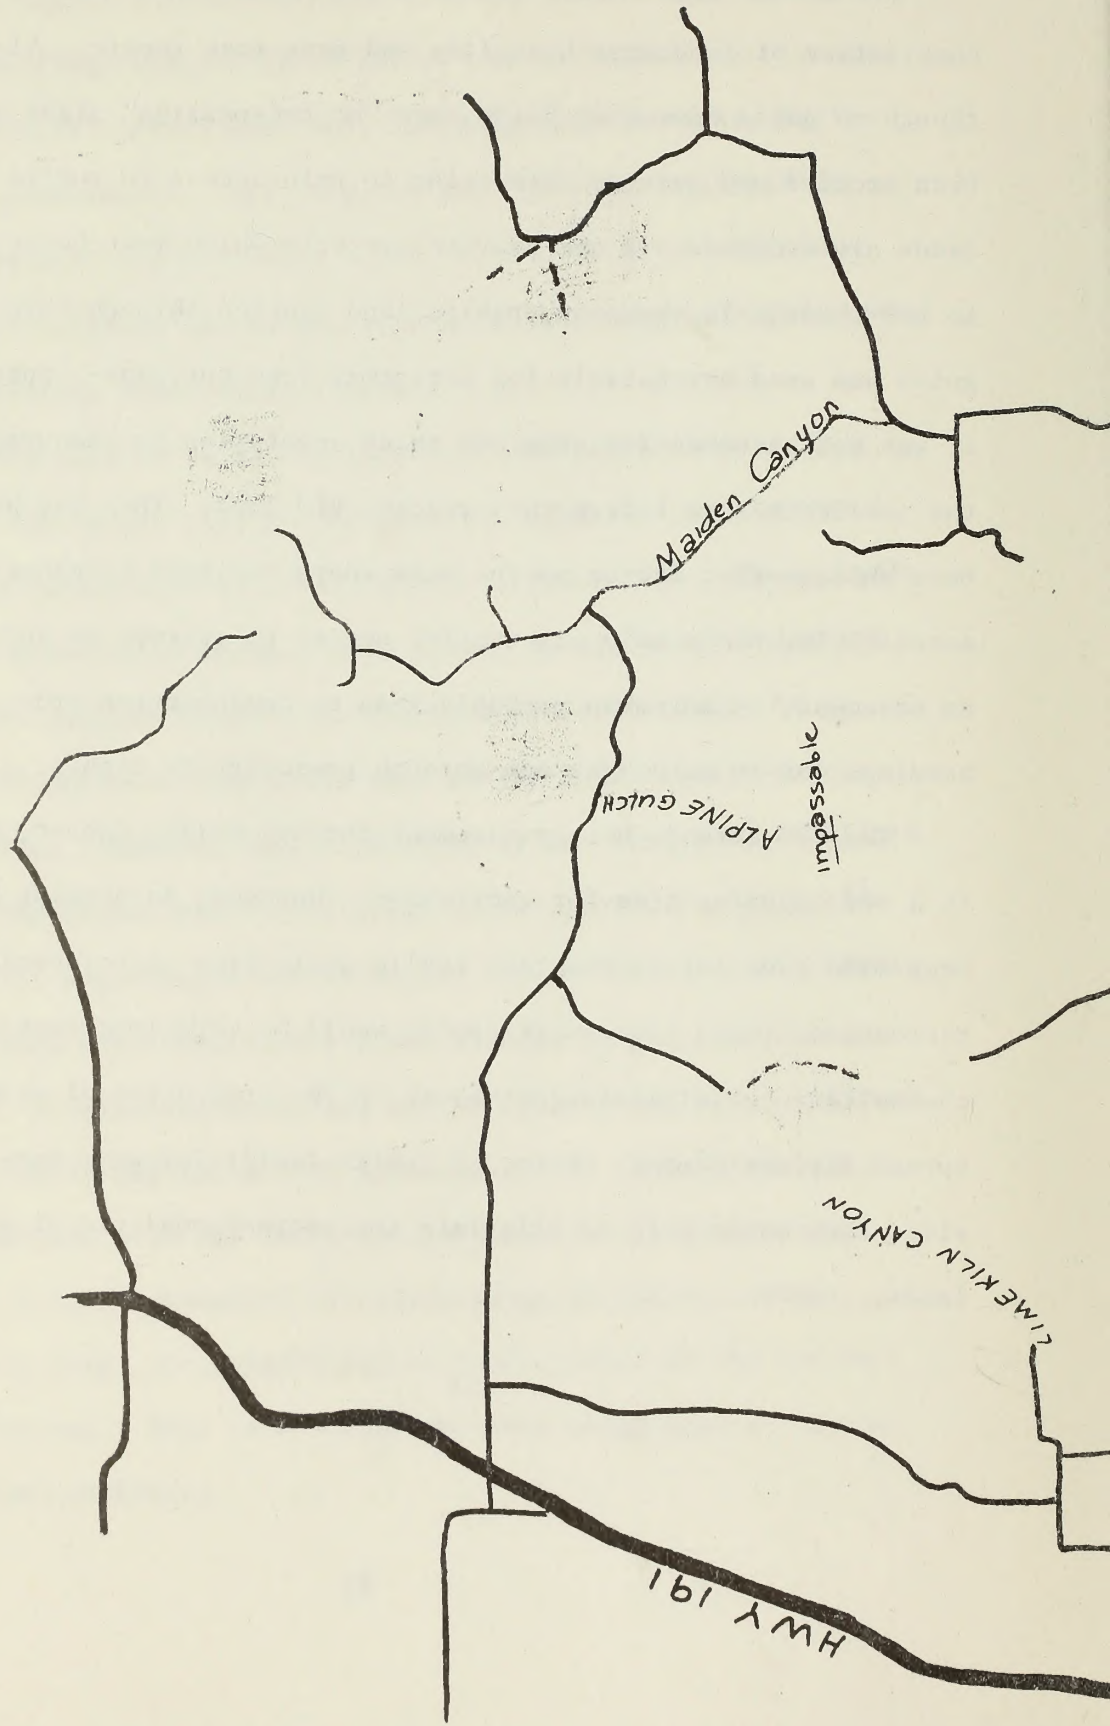 Maiden Canyon
ALPINE GULCH
impassable
LIMEKILN CANYON
HWY 191